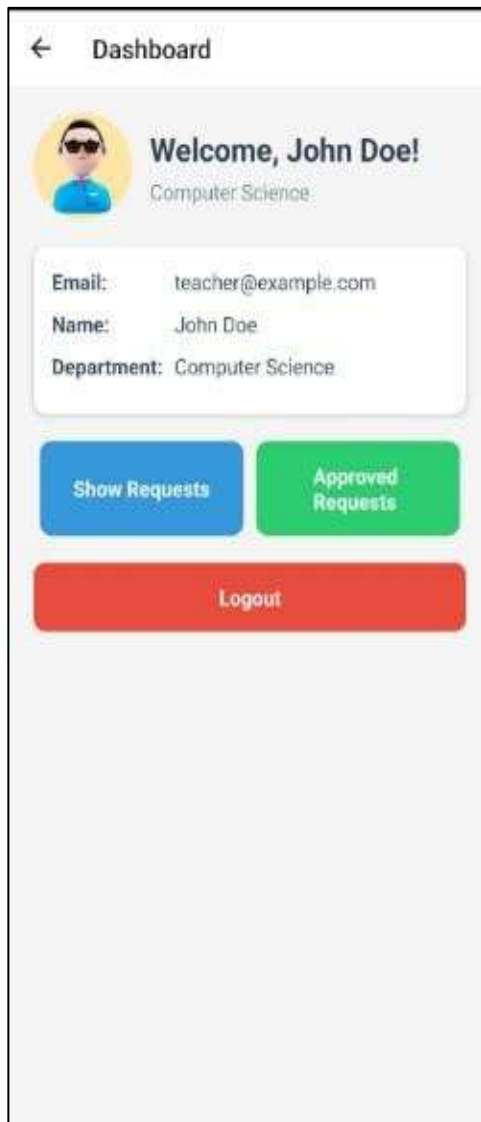 Dashboard
Welcome, John Doe!
Computer Science
Email: teacher@example.com
Name: John Doe
Department: Computer Science
Show Requests
Approved
Requests
Logout